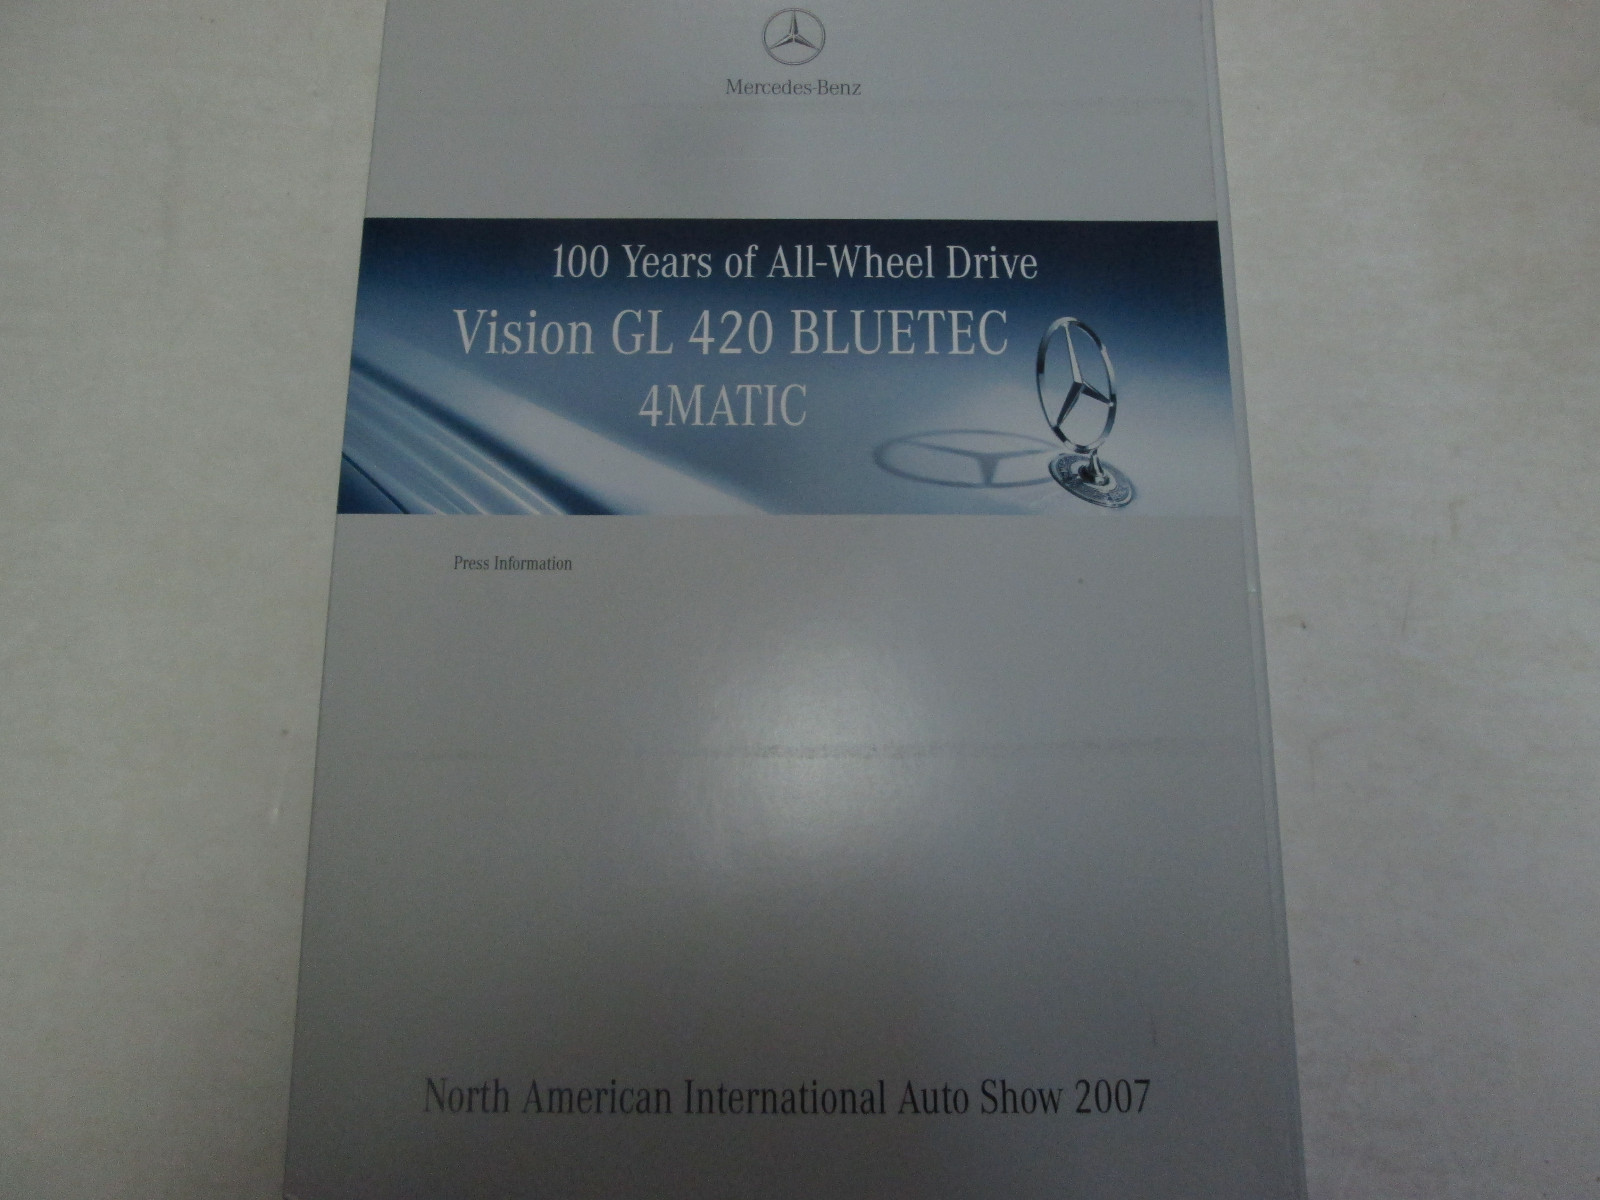 Mercedes-Benz
100 Years of All-Wheel Drive
Vision GL 420 BLUETEC
4MATIC
Press Information
North American International Auto Show 2007